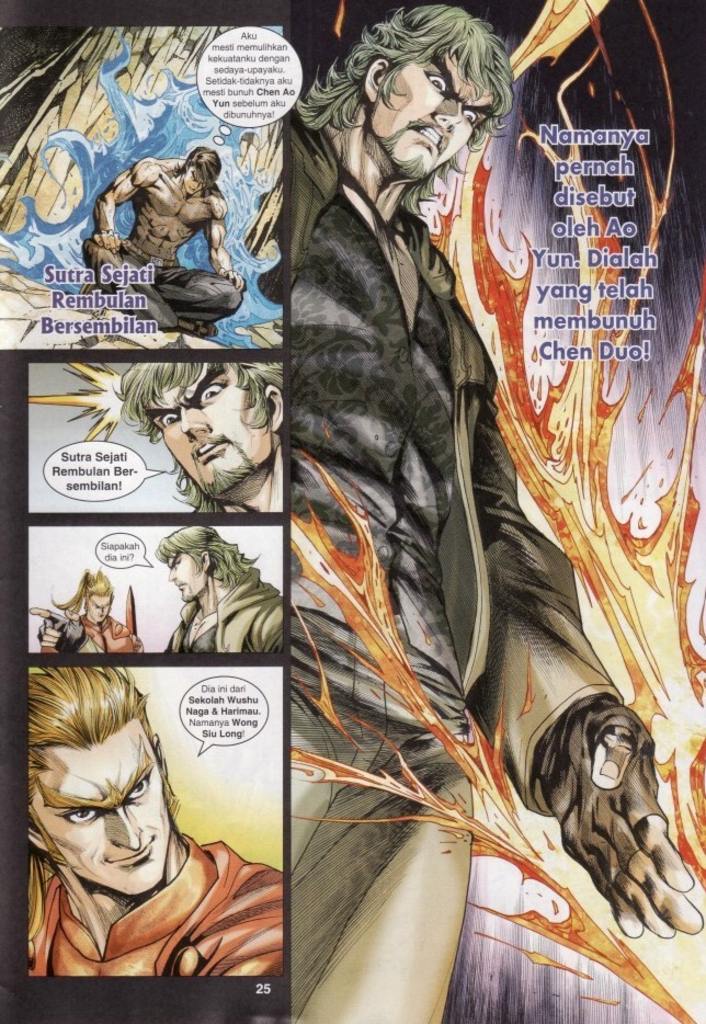 Aku
mesti memulihkan
kekuatanku dengan
sedaya-upayaku.
Setidak-tidaknya aku
mesti bunuh Chen Ao
Yun sebelum aku
dibunuhnya!
Sutra Sejati
Rembulan
Bersembilan
Sutra Sejati
Rembulan Ber-
sembilan!
Siapakah
dia ini?
Dia ini dari
Sekolah Wushu
Naga & Harimau.
Namanya Wong
Siu Long!
Namanya
pernah
disebut
oleh Ao
Yun. Dialah
yang telah
membunuh
Chen Duo!
25